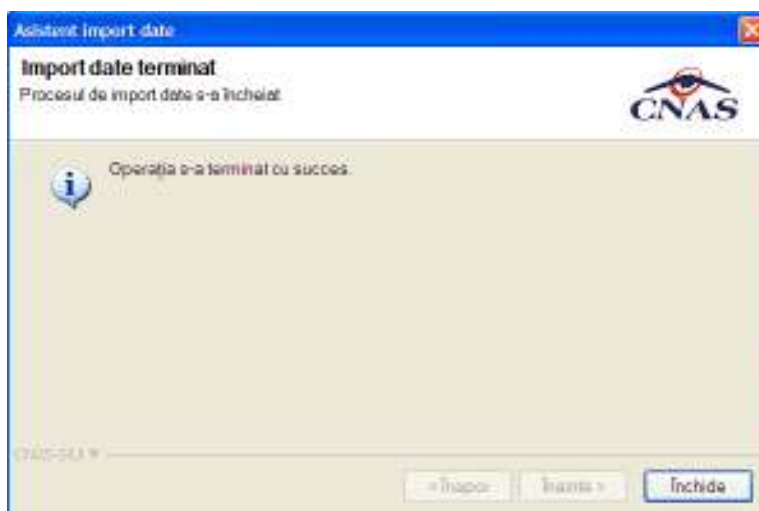 Asistent import date
Import date terminat
Procesul de import date s-a încheiat
CNAS
Operația s-a terminat cu succes.
< Înapoi
Înainte >
Închide